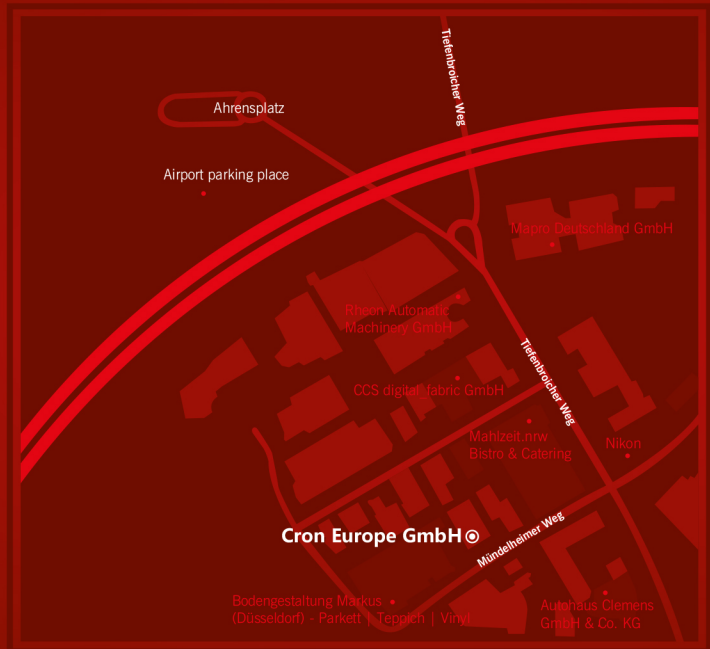 Tiefenbroicher Weg
Ahrensplatz
Airport parking place
Mapro Deutschland GmbH
Rheon Automatic
Machinery GmbH
Tiefenbroicher Weg
CCS digital-fabric GmbH
Mahlzeit.nrw
Bistro & Catering
Nikon
Cron Europe GmbH
Mündelheimer Weg
Bodengestaltung Markus
(Düsseldorf) - Parkett | Teppich | Vinyl
Autohaus Clemens
GmbH & Co. KG